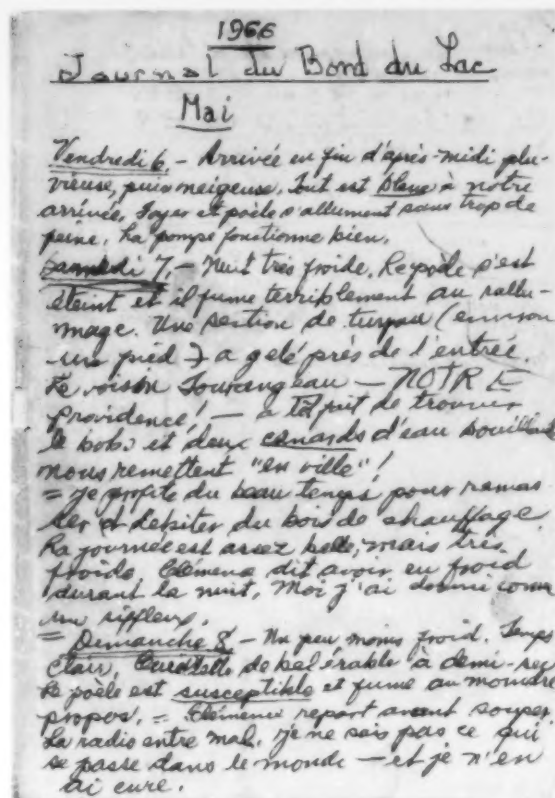 1966
Journal du Bord du Lac
Mai
Vendredi 6. - Arrivée en fin d'après-midi plu-
vieuse, puis neigeuse. Tout est à notre
arrivée, Foyer et poêle s'allument sans trop de
peine. La pompe fonctionne bien.
Samedi 7. - Nuit très froide. Le poêle s'est
éteint et il fume terriblement au rallu-
mage. Une section de tuyau (environ
un pied) a gelé près de l'entrée.
Le voisin Tourangeau — NOTRE
providence! — a tôt fait de trouver
le bobo et deux canards d'eau bouillante
nous remettent "en ville"!
= Je profite du beau temps pour ramas-
ser et débiter du bois de chauffage.
La journée est assez belle, mais très
froide. Clémence dit avoir eu froid
durant la nuit. Moi j'ai dormi comme
un siffleux.
= Demanche 8 - Un peu moins froid. Temps
clair. de bel érable à demi-sec
Le poêle est susceptible et fume au moindre
propos. = Clémence repart avant souper.
La radio entre mal. Je ne sais pas ce qui
se passe dans le monde — et je n'en
ai cure.